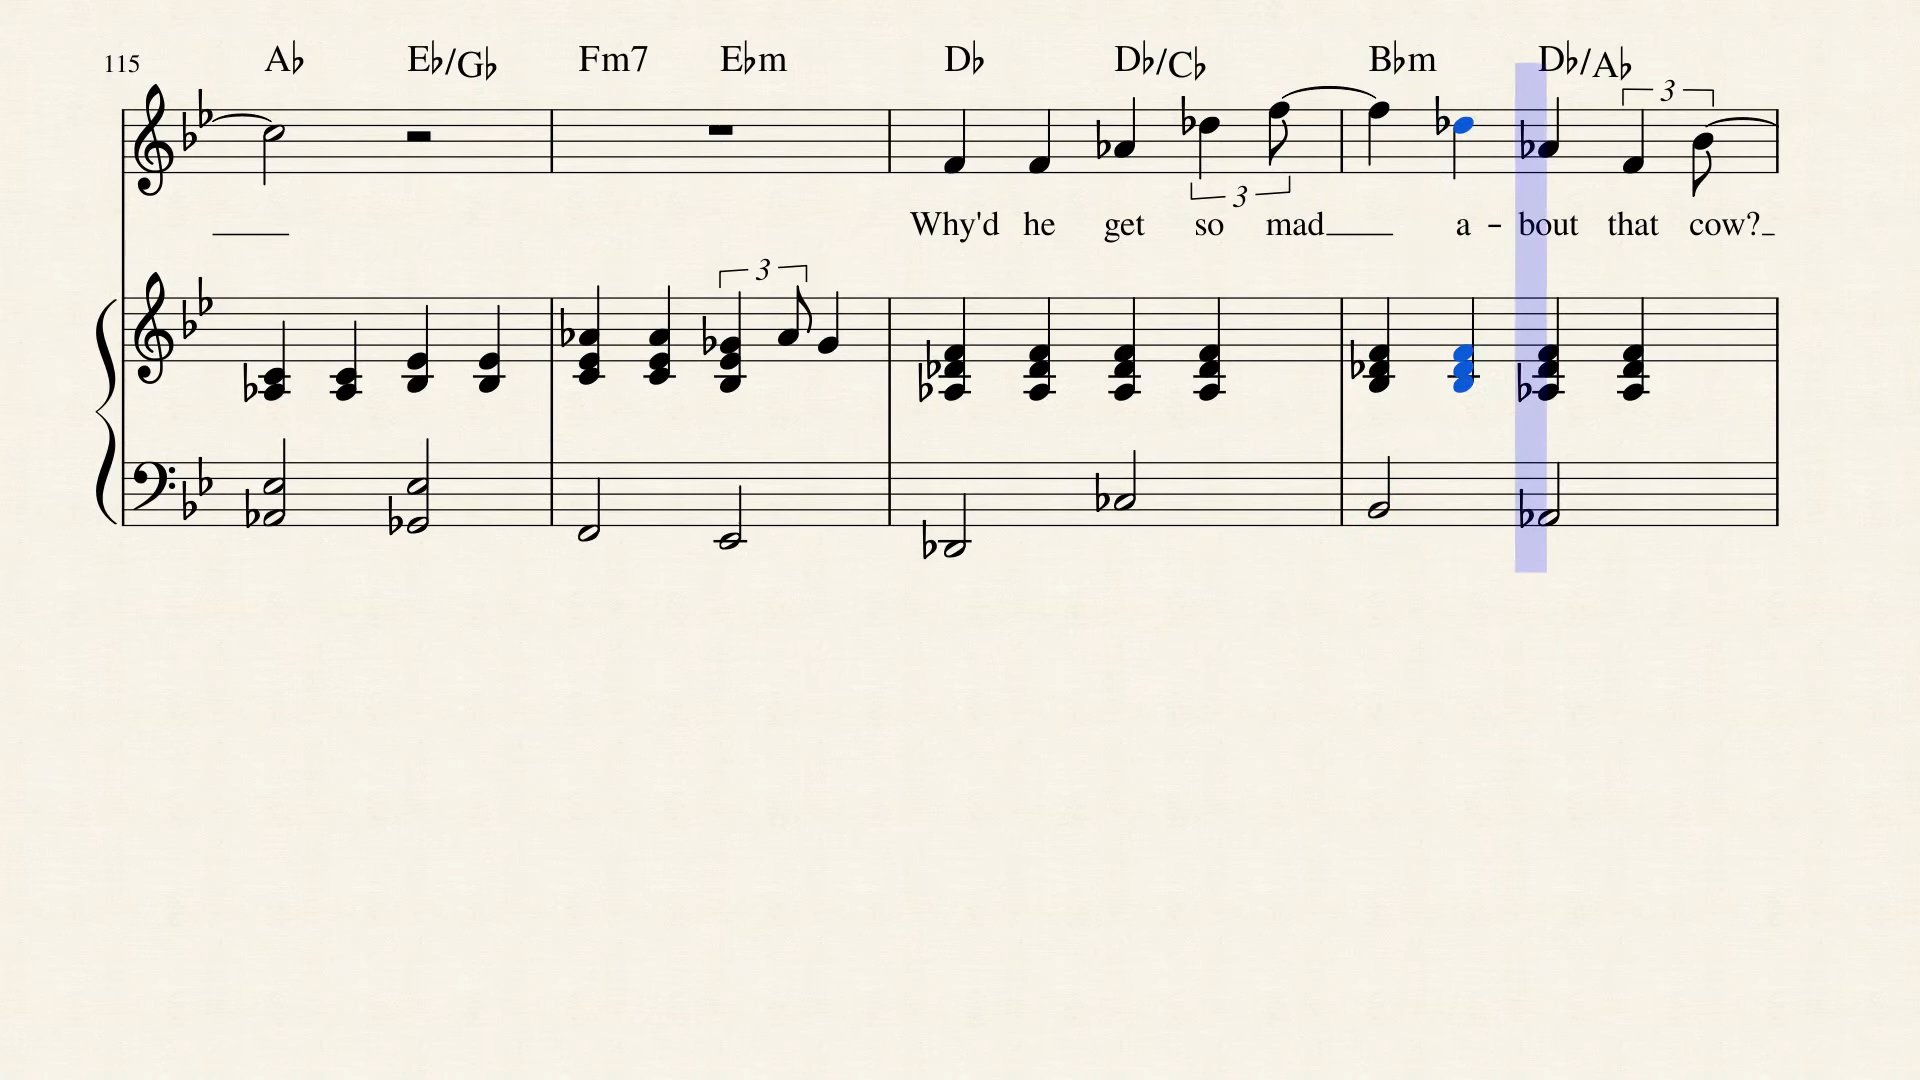 115 A♭ E♭/G♭ Fm7 E♭m D♭ D♭/C♭ B♭m D♭/A♭
3
3
Why'd he get so mad a - bout that cow?
3